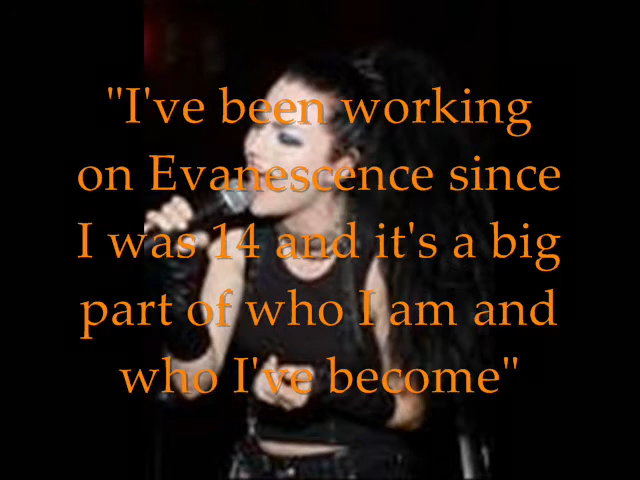 "I've been working
on Evanescence since
I was 14 and it's a big
part of who I am and
who I've become"